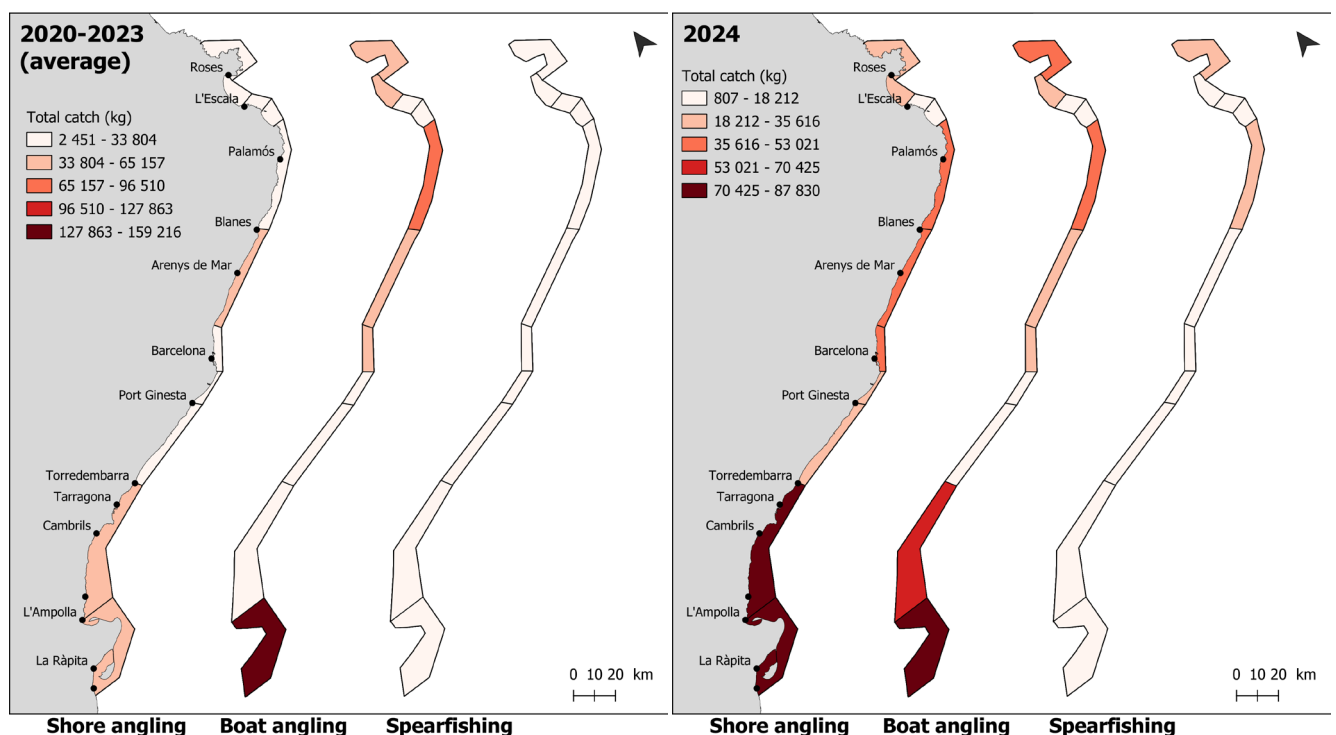 2020-2023
(average)
Total catch (kg)
2 451 - 33 804
33 804 - 65 157
65 157 - 96 510
96 510 - 127 863
127 863 - 159 216
Roses
L'Escala
Palamós
Blanes
Arenys de Mar
Barcelona
Port Ginesta
Torredembarra
Tarragona
Cambrils
L'Ampolla
La Ràpita
0 10 20 km
Shore angling Boat angling Spearfishing
2024
Total catch (kg)
807 - 18 212
18 212 - 35 616
35 616 - 53 021
53 021 - 70 425
70 425 - 87 830
Roses
L'Escala
Palamós
Blanes
Arenys de Mar
Barcelona
Port Ginesta
Torredembarra
Tarragona
Cambrils
L'Ampolla
La Ràpita
0 10 20 km
Shore angling Boat angling Spearfishing